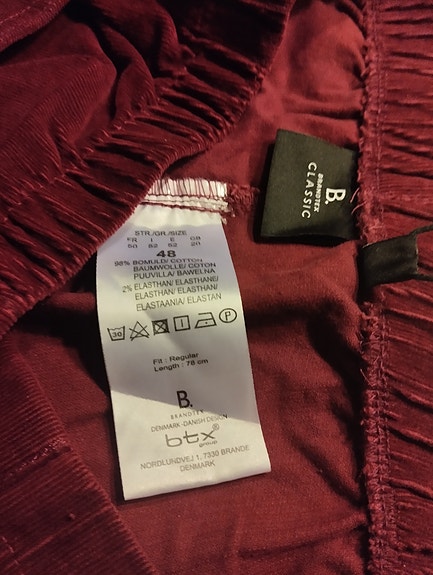 B.
BRANDTEX
CLASSIC
STR./GR./SIZE
FR I E GB
50 52 52 20
48
98% BOMULD/ COTTON
BAUMWOLLE/ COTON
PUUVILLA/ BAWELNA
2% ELASTHAN/ ELASTHANE/
ELASTHAN/ ELASTHAN/
ELASTAANIA/ ELASTAN
30 P
Fit : Regular
Length : 78 cm
B.
BRANDTEX
DENMARK - DANISH DESIGN
btx®
group
NORDLUNDVEJ 1, 7330 BRANDE
DENMARK